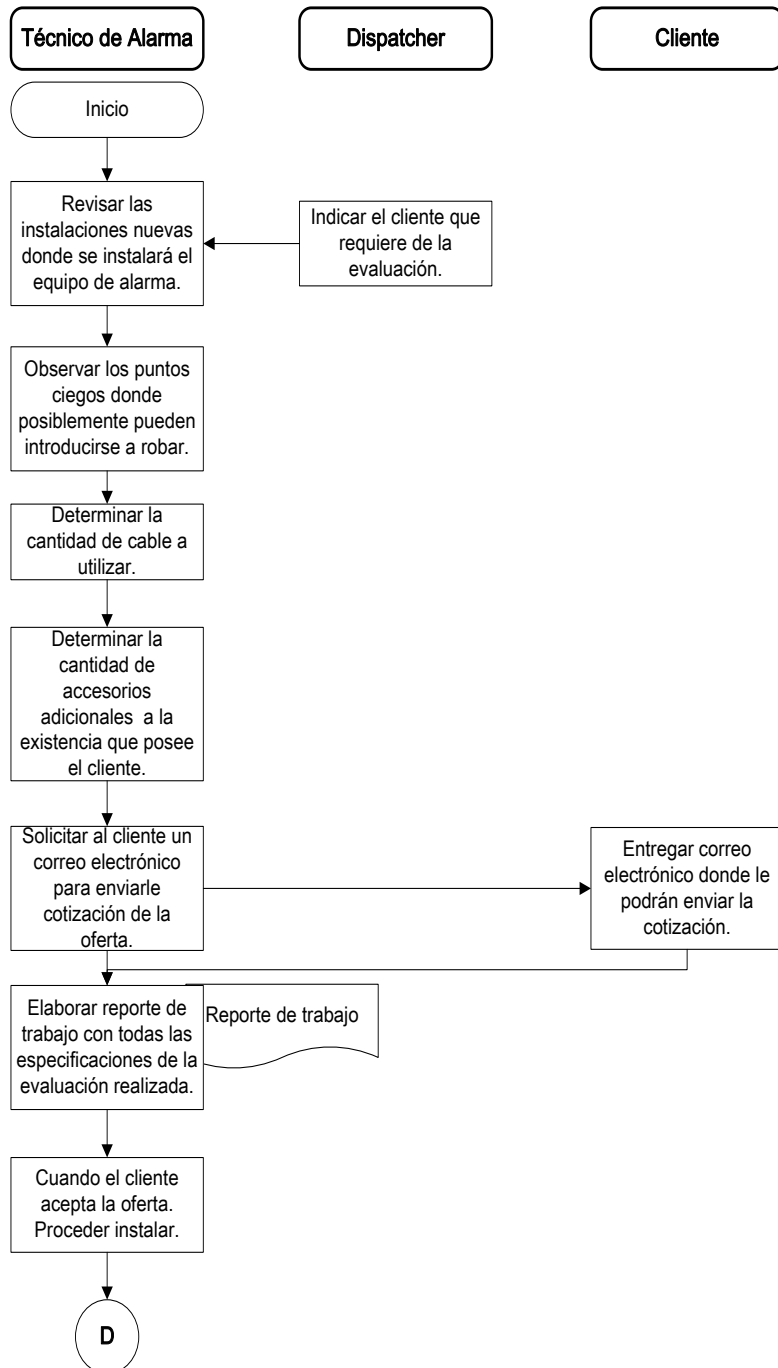 Técnico de Alarma
Dispatcher
Cliente
Inicio
Revisar las
instalaciones nuevas
donde se instalará el
equipo de alarma.
Indicar el cliente que
requiere de la
evaluación.
Observar los puntos
ciegos donde
posiblemente pueden
introducirse a robar.
Determinar la
cantidad de cable a
utilizar.
Determinar la
cantidad de
accesorios
adicionales a la
existencia que posee
el cliente.
Solicitar al cliente un
correo electrónico
para enviarle
cotización de la
oferta.
Entregar correo
electrónico donde le
podrán enviar la
cotización.
Elaborar reporte de
trabajo con todas las
especificaciones de la
evaluación realizada.
Reporte de trabajo
Cuando el cliente
acepta la oferta.
Proceder instalar.
D